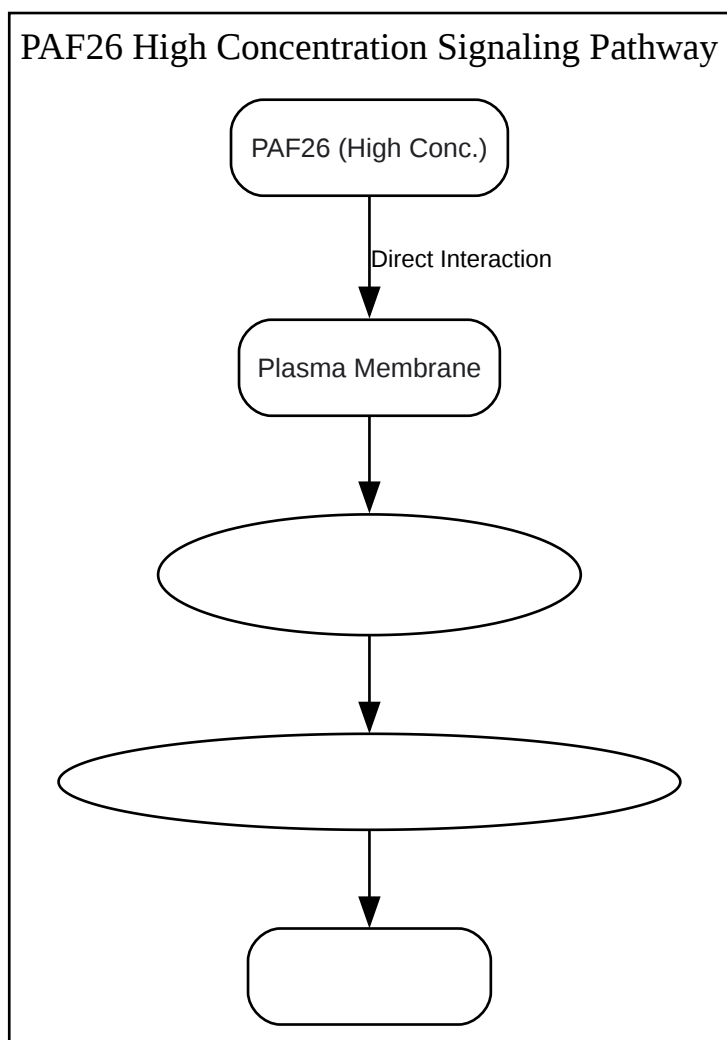 PAF26 High Concentration Signaling Pathway
PAF26 (High Conc.)
Direct Interaction
Plasma Membrane